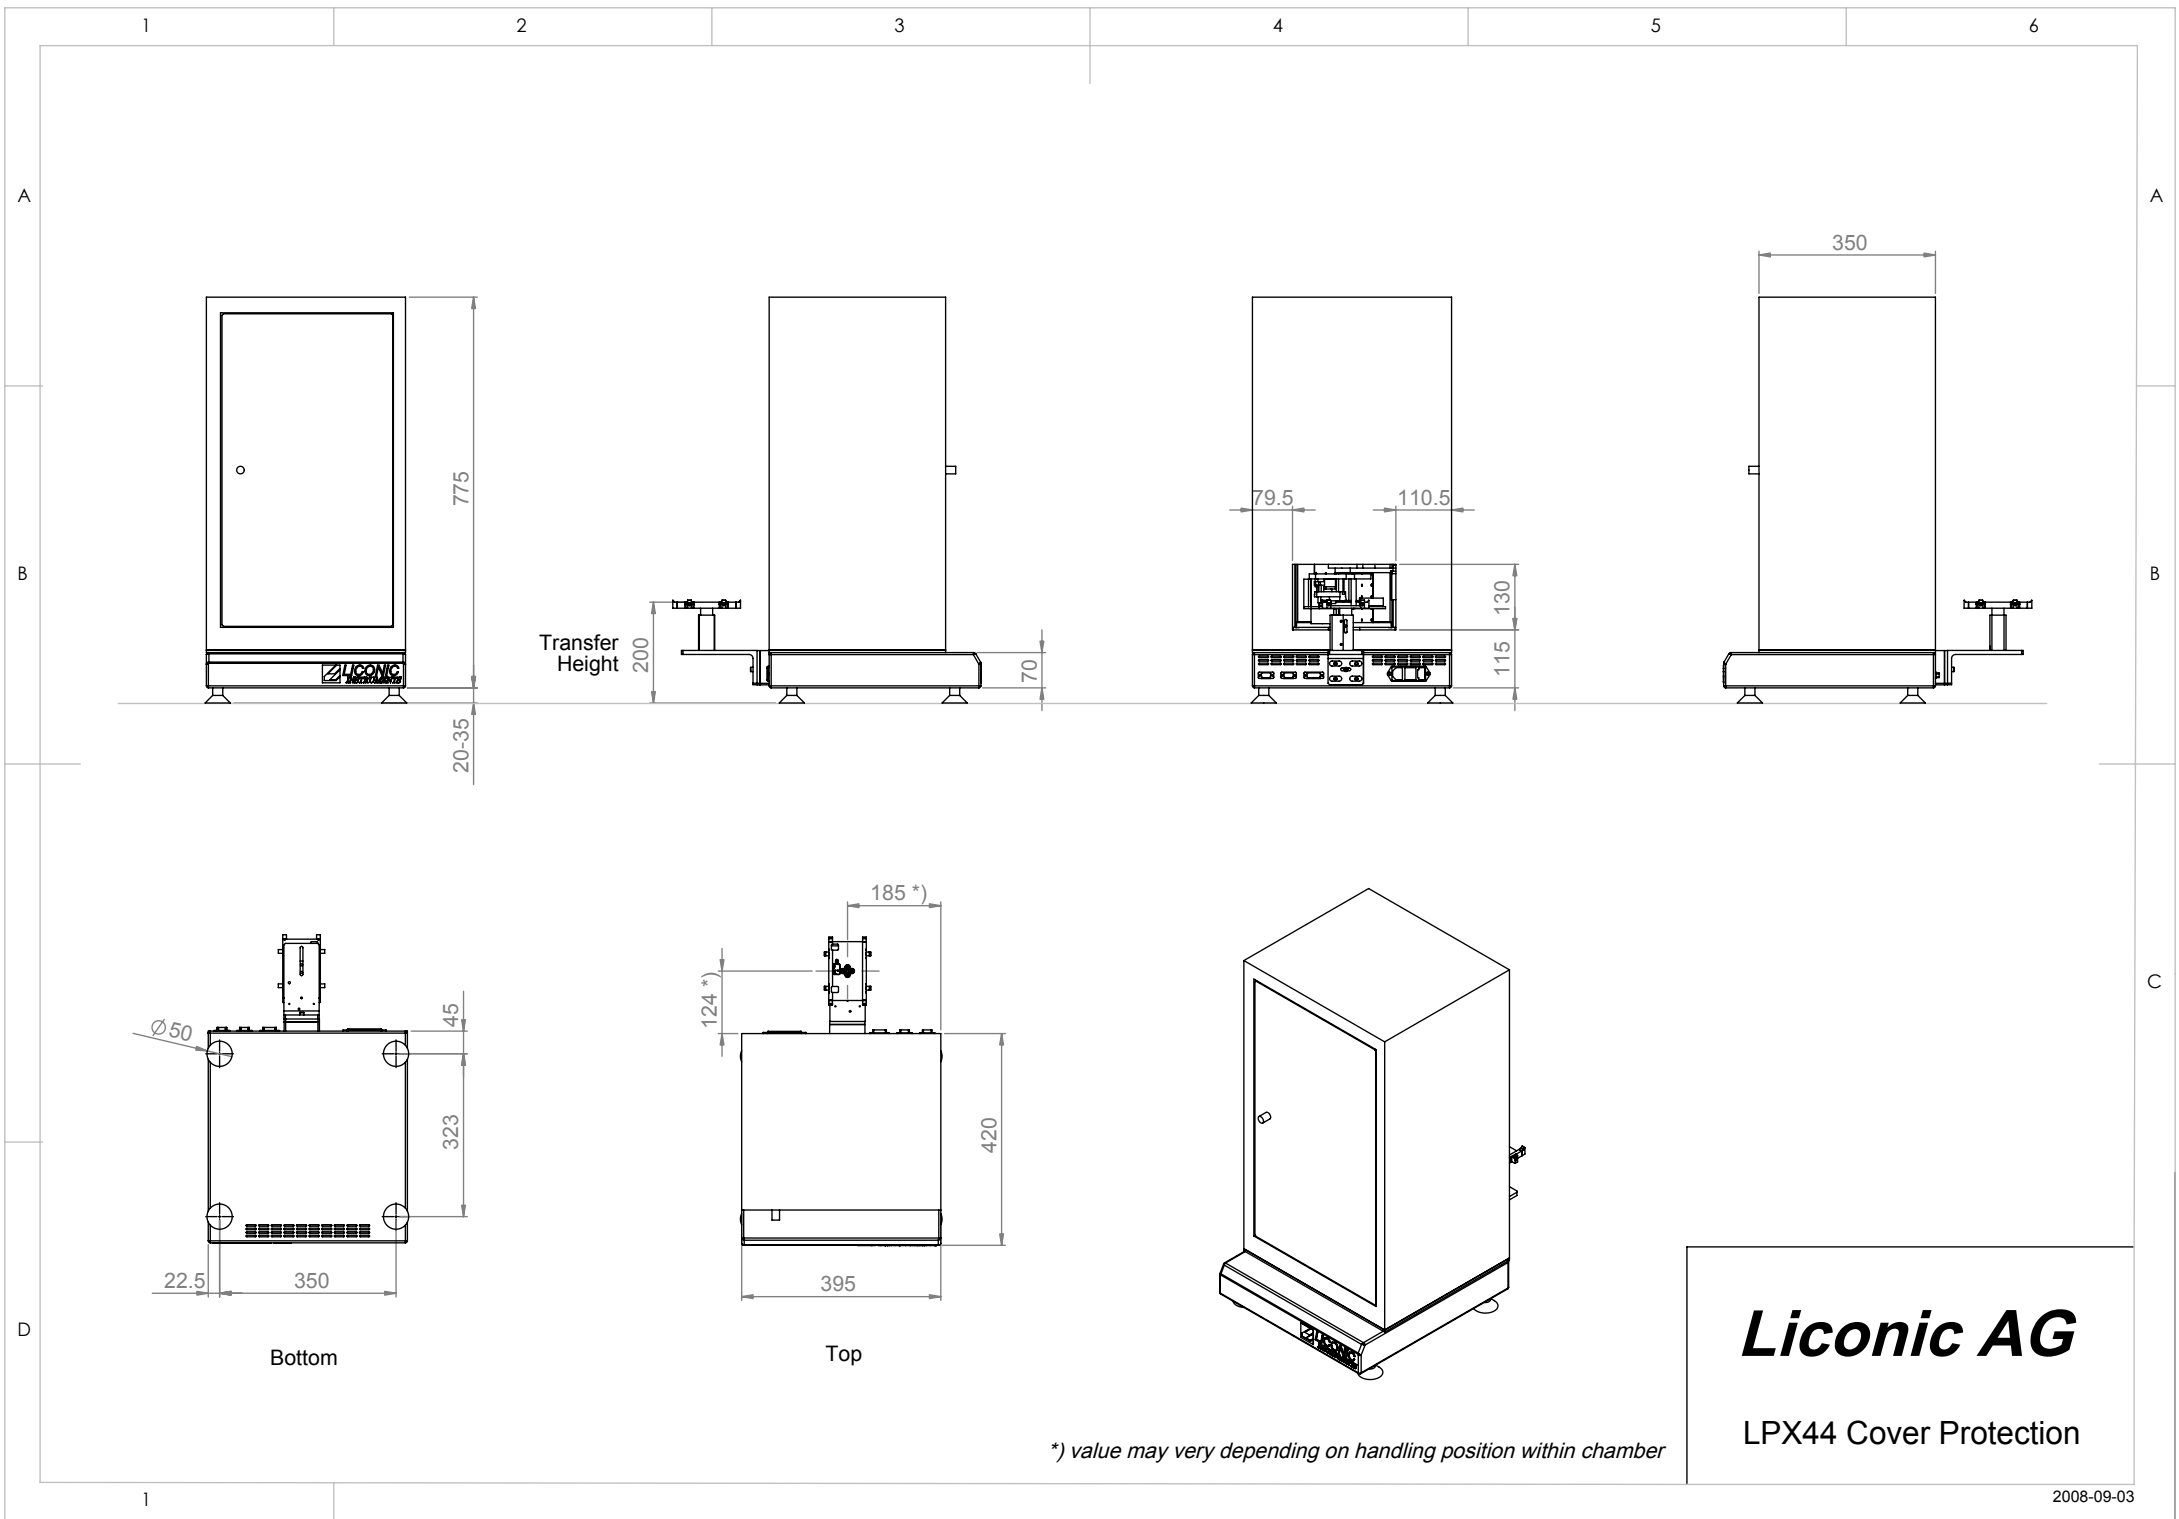 1 2 3 4 5 6
A A
350
775
79.5 110.5
B B
130
Transfer
Height
200
70
115
LICONIC
INSTRUMENTS
20-35
185 *)
124 *)
C
45
Ø50
323
420
22.5 350
395
Bottom
Top
D
LICONIC
Liconic AG
LPX44 Cover Protection
*) value may very depending on handling position within chamber
1
2008-09-03